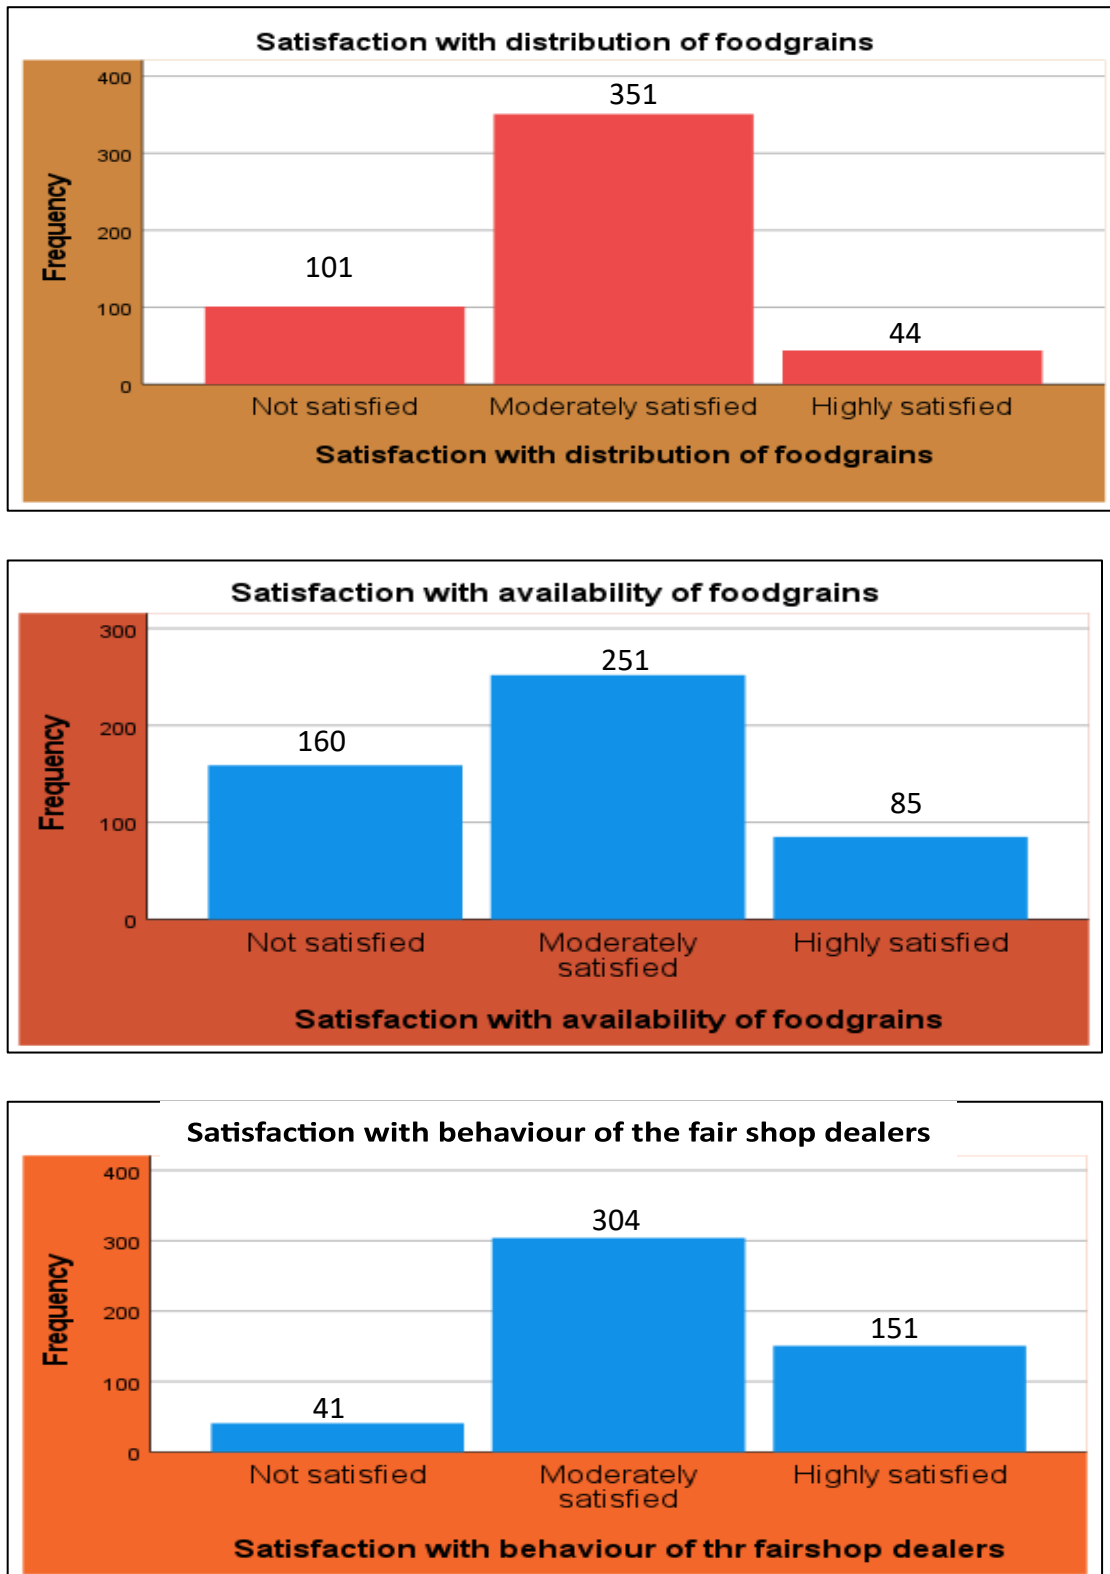 Satisfaction with distribution of foodgrains
400
351
300
Frequency
200
101
100
44
0
Not satisfied Moderately satisfied Highly satisfied
Satisfaction with distribution of foodgrains
Satisfaction with availability of foodgrains
300
251
200
160
Frequency
100
85
0
Not satisfied Moderately satisfied Highly satisfied
Satisfaction with availability of foodgrains
Satisfaction with behaviour of the fair shop dealers
400
304
300
Frequency
200
151
100
41
0
Not satisfied Moderately satisfied Highly satisfied
Satisfaction with behaviour of thr fairshop dealers